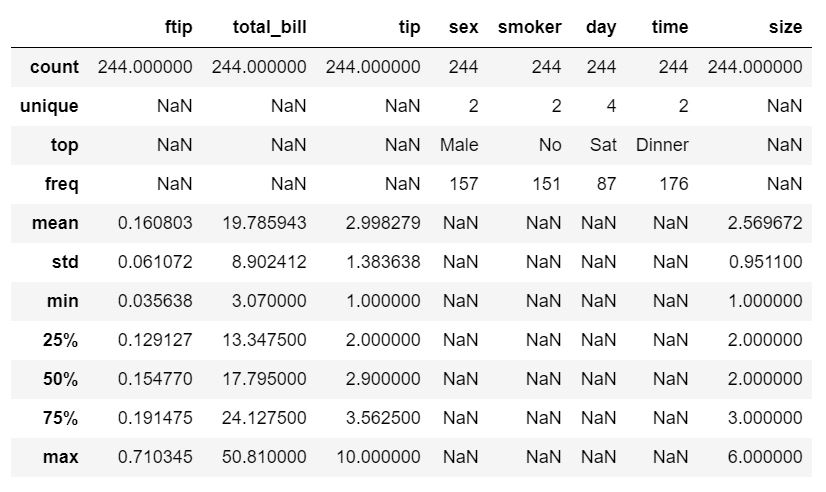 ftip total_bill tip sex smoker day time size
count 244.000000 244.000000 244.000000 244 244 244 244 244.000000
unique NaN NaN NaN 2 2 4 2 NaN
top NaN NaN NaN Male No Sat Dinner NaN
freq NaN NaN NaN 157 151 87 176 NaN
mean 0.160803 19.785943 2.998279 NaN NaN NaN NaN 2.569672
std 0.061072 8.902412 1.383638 NaN NaN NaN NaN 0.951100
min 0.035638 3.070000 1.000000 NaN NaN NaN NaN 1.000000
25% 0.129127 13.347500 2.000000 NaN NaN NaN NaN 2.000000
50% 0.154770 17.795000 2.900000 NaN NaN NaN NaN 2.000000
75% 0.191475 24.127500 3.562500 NaN NaN NaN NaN 3.000000
max 0.710345 50.810000 10.000000 NaN NaN NaN NaN 6.000000